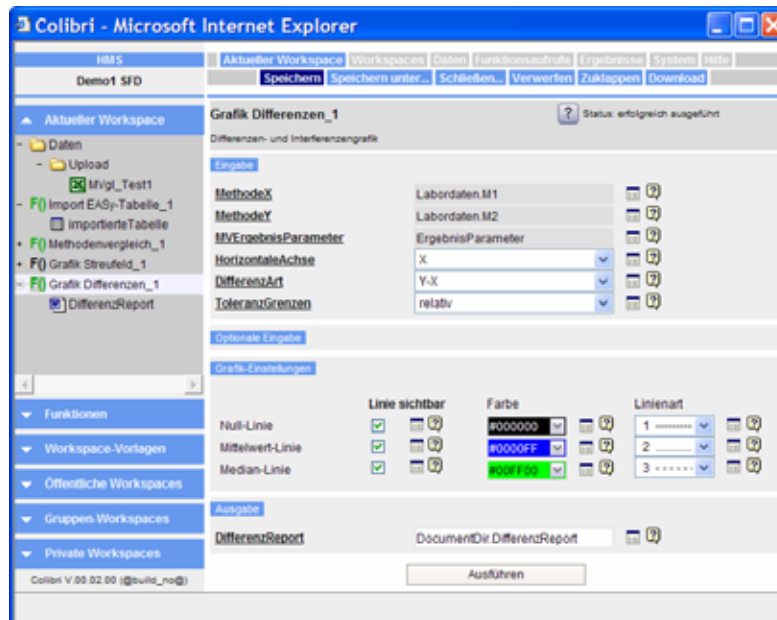 Colibri - Microsoft Internet Explorer
HMS
Demo1 SFD
Aktueller Workspace Workspaces Daten Funktionsaufrufe Ergebnisse System Hilfe
Speichern Speichern unter... Schließen... Verwerfen Zuklappen Download
Aktueller Workspace
Daten
Upload
MVgl_Test1
F() Import EASy-Tabelle_1
importierteTabelle
F() Methodenvergleich_1
F() Grafik Streufeld_1
F() Grafik Differenzen_1
DifferenzReport
Funktionen
Workspace-Vorlagen
Öffentliche Workspaces
Gruppen-Workspaces
Private Workspaces
Colibri V.00.02.00 (@build_no@)
Grafik Differenzen_1 ? Status: erfolgreich ausgeführt
Differenzen- und Interferenzengrafik
Eingabe
MethodeX Labordaten.M1
MethodeY Labordaten.M2
MVErgebnisParameter ErgebnisParameter
HorizontaleAchse X
DifferenzArt Y-X
ToleranzGrenzen relativ
Optionale Eingabe
Grafik-Einstellungen
Linie sichtbar Farbe Linienart
Null-Linie #000000 1
Mittelwert-Linie #0000FF 2
Median-Linie #00FF00 3
Ausgabe
DifferenzReport DocumentDir.DifferenzReport
Ausführen